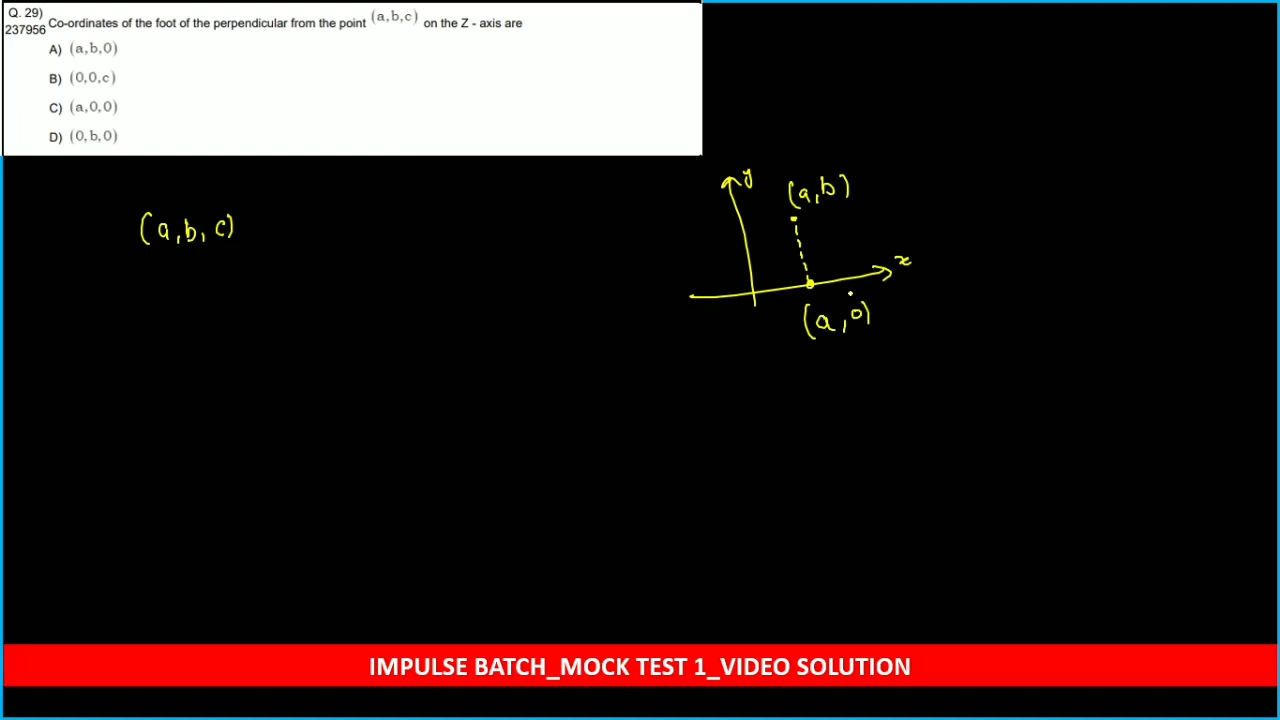 Q. 29)
237956
Co-ordinates of the foot of the perpendicular from the point (a,b,c) on the Z - axis are
A) (a,b,0)
B) (0,0,c)
C) (a,0,0)
D) (0,b,0)
(a,b,c)
y
(a,b)
x
(a,0)
IMPULSE BATCH_MOCK TEST 1_VIDEO SOLUTION